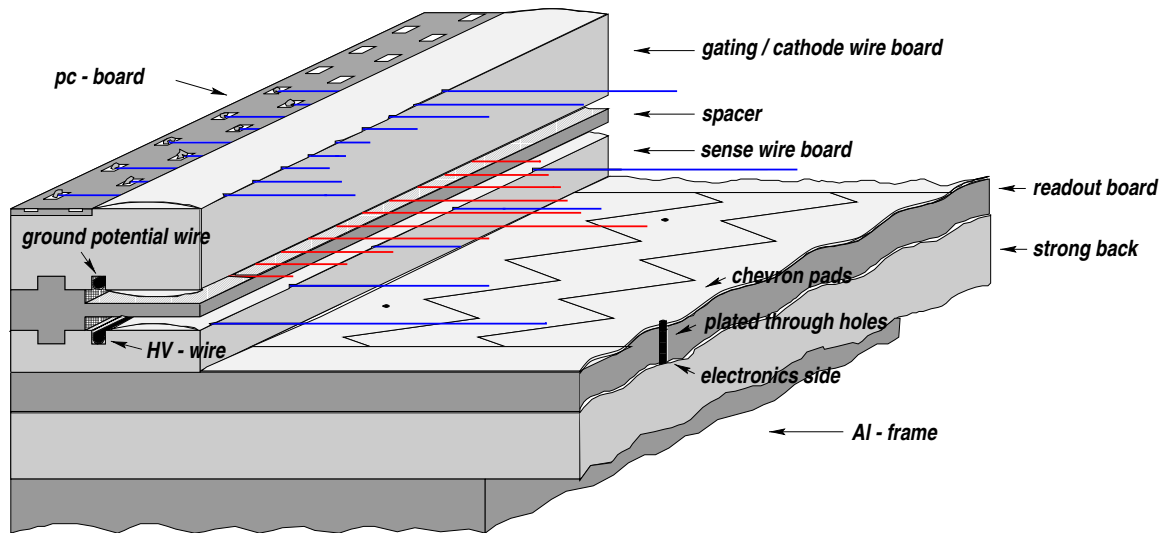 gating / cathode wire board
pc - board
spacer
sense wire board
readout board
ground potential wire
strong back
chevron pads
plated through holes
HV - wire
electronics side
Al - frame